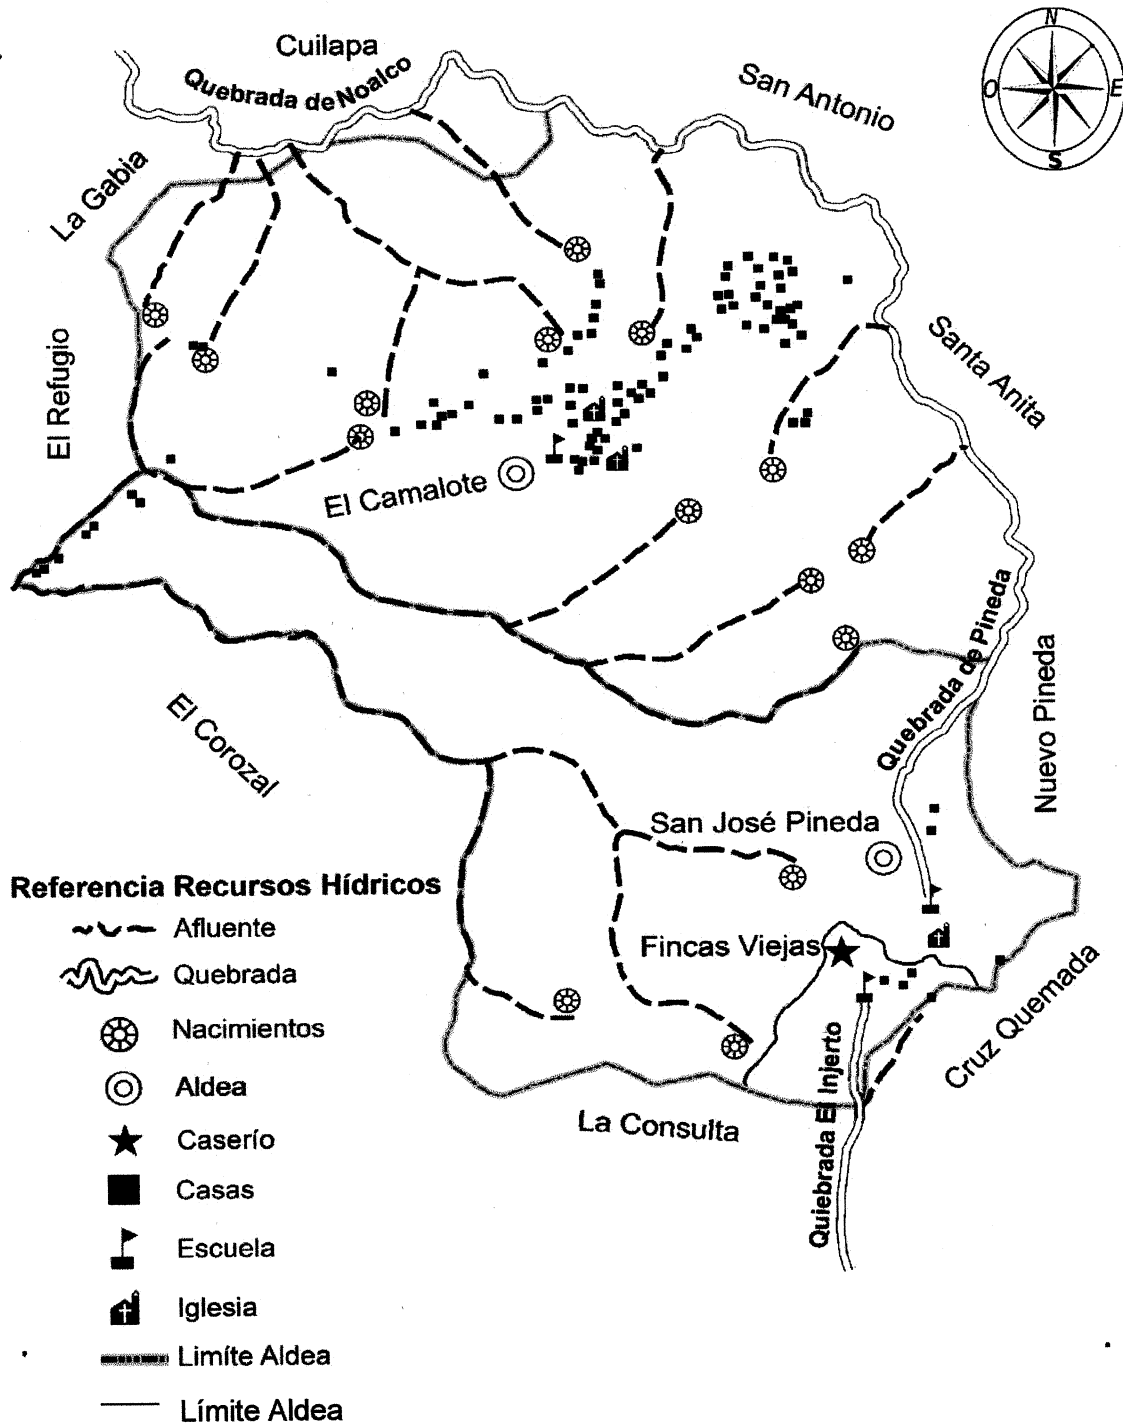 Cuilapa
Quebrada de Noalco
San Antonio
N
O
E
S
La Gabia
El Refugio
Santa Anita
El Camalote
Quebrada de Pineda
Nuevo Pineda
El Corozal
San José Pineda
Fincas Viejas
Cruz Quemada
Quiebrada El Injerto
La Consulta
Referencia Recursos Hídricos
Afluente
Quebrada
Nacimientos
Aldea
Caserío
Casas
Escuela
Iglesia
Limíte Aldea
Límite Aldea